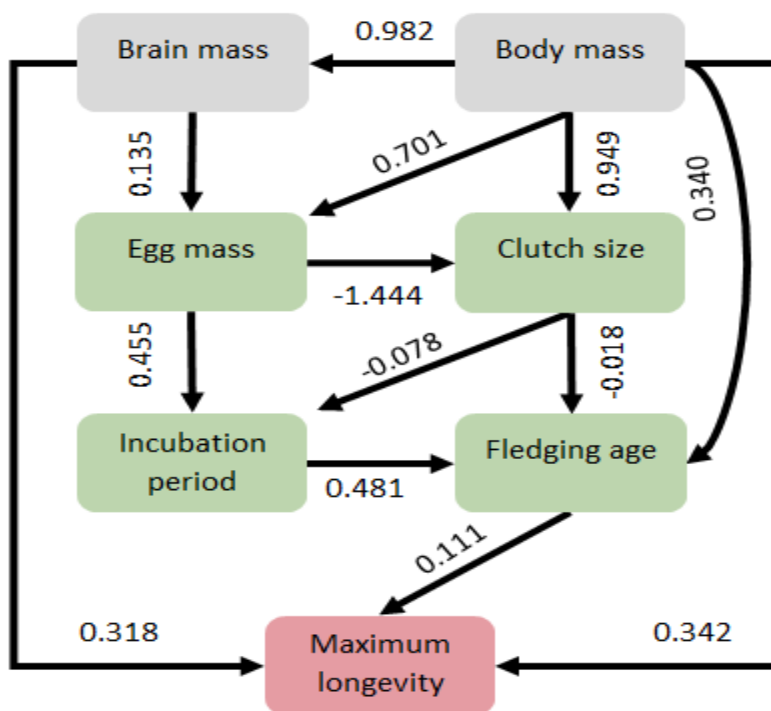 0.982
Brain mass
Body mass
0.135
0.701
0.949
0.340
Egg mass
Clutch size
-1.444
0.455
-0.078
-0.018
Incubation
period
Fledging age
0.481
0.111
0.318
Maximum
longevity
0.342